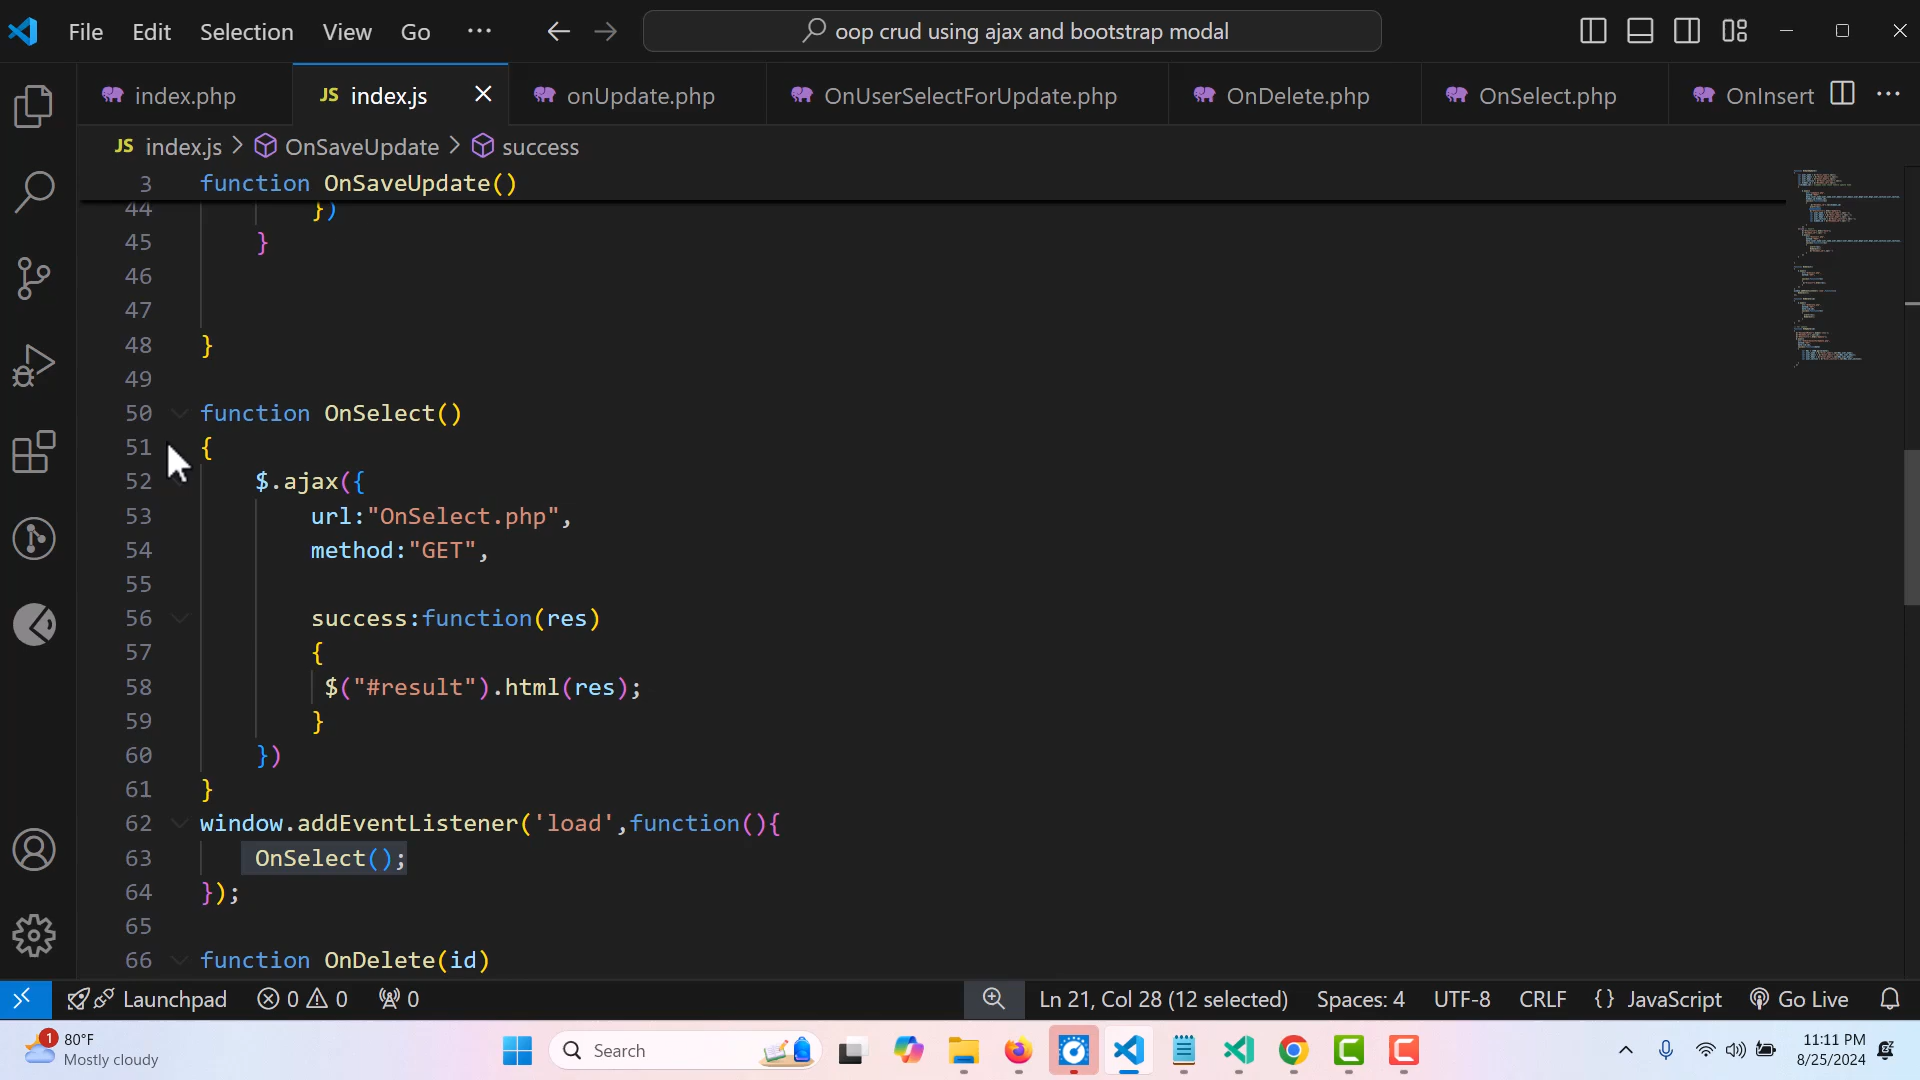 File Edit Selection View Go ··· oop crud using ajax and bootstrap modal
index.php JS index.js onUpdate.php OnUserSelectForUpdate.php OnDelete.php OnSelect.php OnInsert ···
JS index.js > OnSaveUpdate > success
3 function OnSaveUpdate()
44 })
45 }
46
47
48 }
49
50 function OnSelect()
51 {
52 $.ajax({
53 url:"OnSelect.php",
54 method:"GET",
55
56 success:function(res)
57 {
58 $("#result").html(res);
59 }
60 })
61 }
62 window.addEventListener('load',function(){
63 OnSelect();
64 });
65
66 function OnDelete(id)
Launchpad 0 0 0 Ln 21, Col 28 (12 selected) Spaces: 4 UTF-8 CRLF {} JavaScript Go Live
1 80°F
Mostly cloudy
Search
11:11 PM
8/25/2024